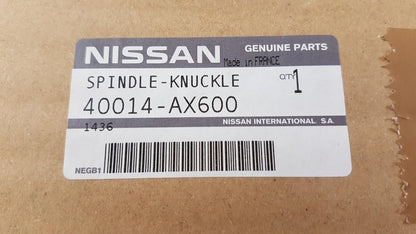 NISSAN GENUINE PARTS
Made in FRANCE
SPINDLE-KNUCKLE QTY 1
40014-AX600
1436 NISSAN INTERNATIONAL S.A.
NEGB1